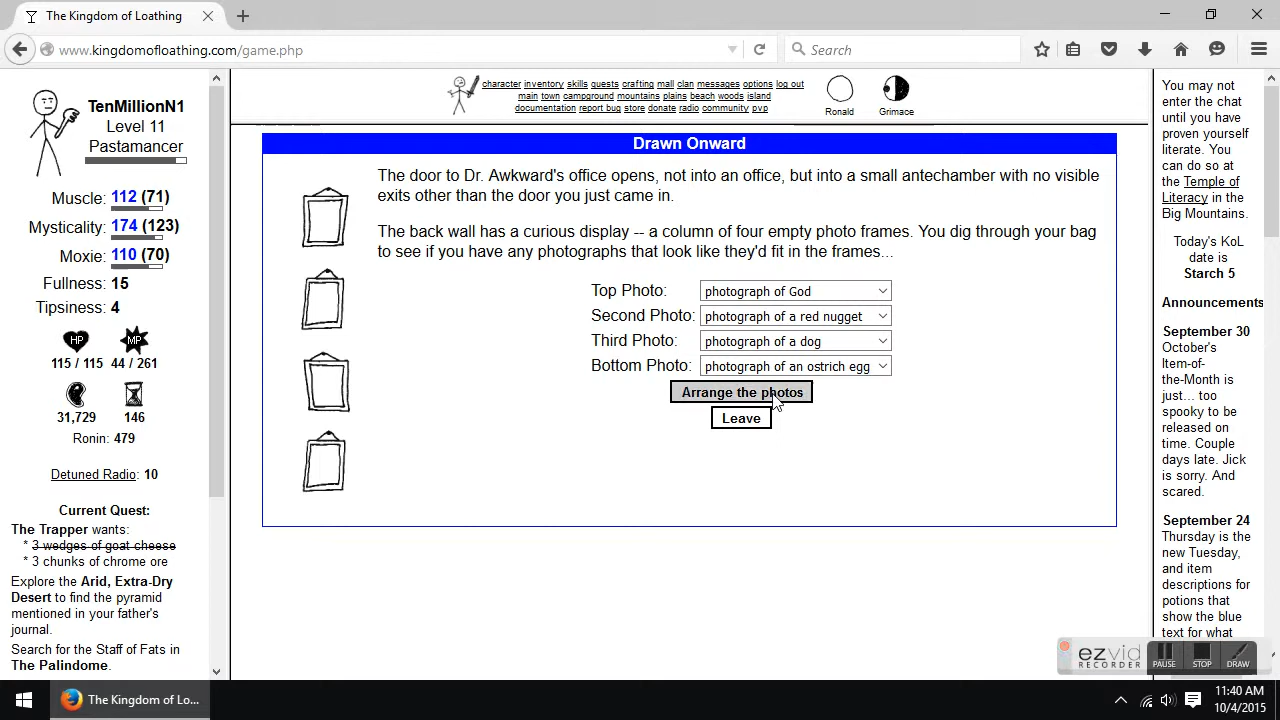 The Kingdom of Loathing
www.kingdomofloathing.com/game.php
Search
TenMillionN1
Level 11
Pastamancer
Muscle: 112 (71)
Mysticality: 174 (123)
Moxie: 110 (70)
Fullness: 15
Tipsiness: 4
HP MP
115 / 115 44 / 261
31,729 146
Ronin: 479
Detuned Radio: 10
Current Quest:
The Trapper wants:
* 3 wedges of goat cheese
* 3 chunks of chrome ore
Explore the Arid, Extra-Dry
Desert to find the pyramid
mentioned in your father's
journal.
Search for the Staff of Fats in
The Palindome.
character inventory skills quests crafting mall clan messages options log out
main town campground mountains plains beach woods island
documentation report bug store donate radio community pvp
Ronald Grimace
Drawn Onward
The door to Dr. Awkward's office opens, not into an office, but into a small antechamber with no visible
exits other than the door you just came in.
The back wall has a curious display -- a column of four empty photo frames. You dig through your bag
to see if you have any photographs that look like they'd fit in the frames...
Top Photo: photograph of God
Second Photo: photograph of a red nugget
Third Photo: photograph of a dog
Bottom Photo: photograph of an ostrich egg
Arrange the photos
Leave
You may not
enter the chat
until you have
proven yourself
literate. You
can do so at
the Temple of
Literacy in the
Big Mountains.
Today's KoL
date is
Starch 5
Announcements
September 30
October's
Item-of-
the-Month is
just... too
spooky to be
released on
time. Couple
days late. Jick
is sorry. And
scared.
September 24
Thursday is the
new Tuesday,
and item
descriptions for
potions that
show the blue
text for what
ezvid
RECORDER
PAUSE STOP DRAW
The Kingdom of Lo...
11:40 AM
10/4/2015